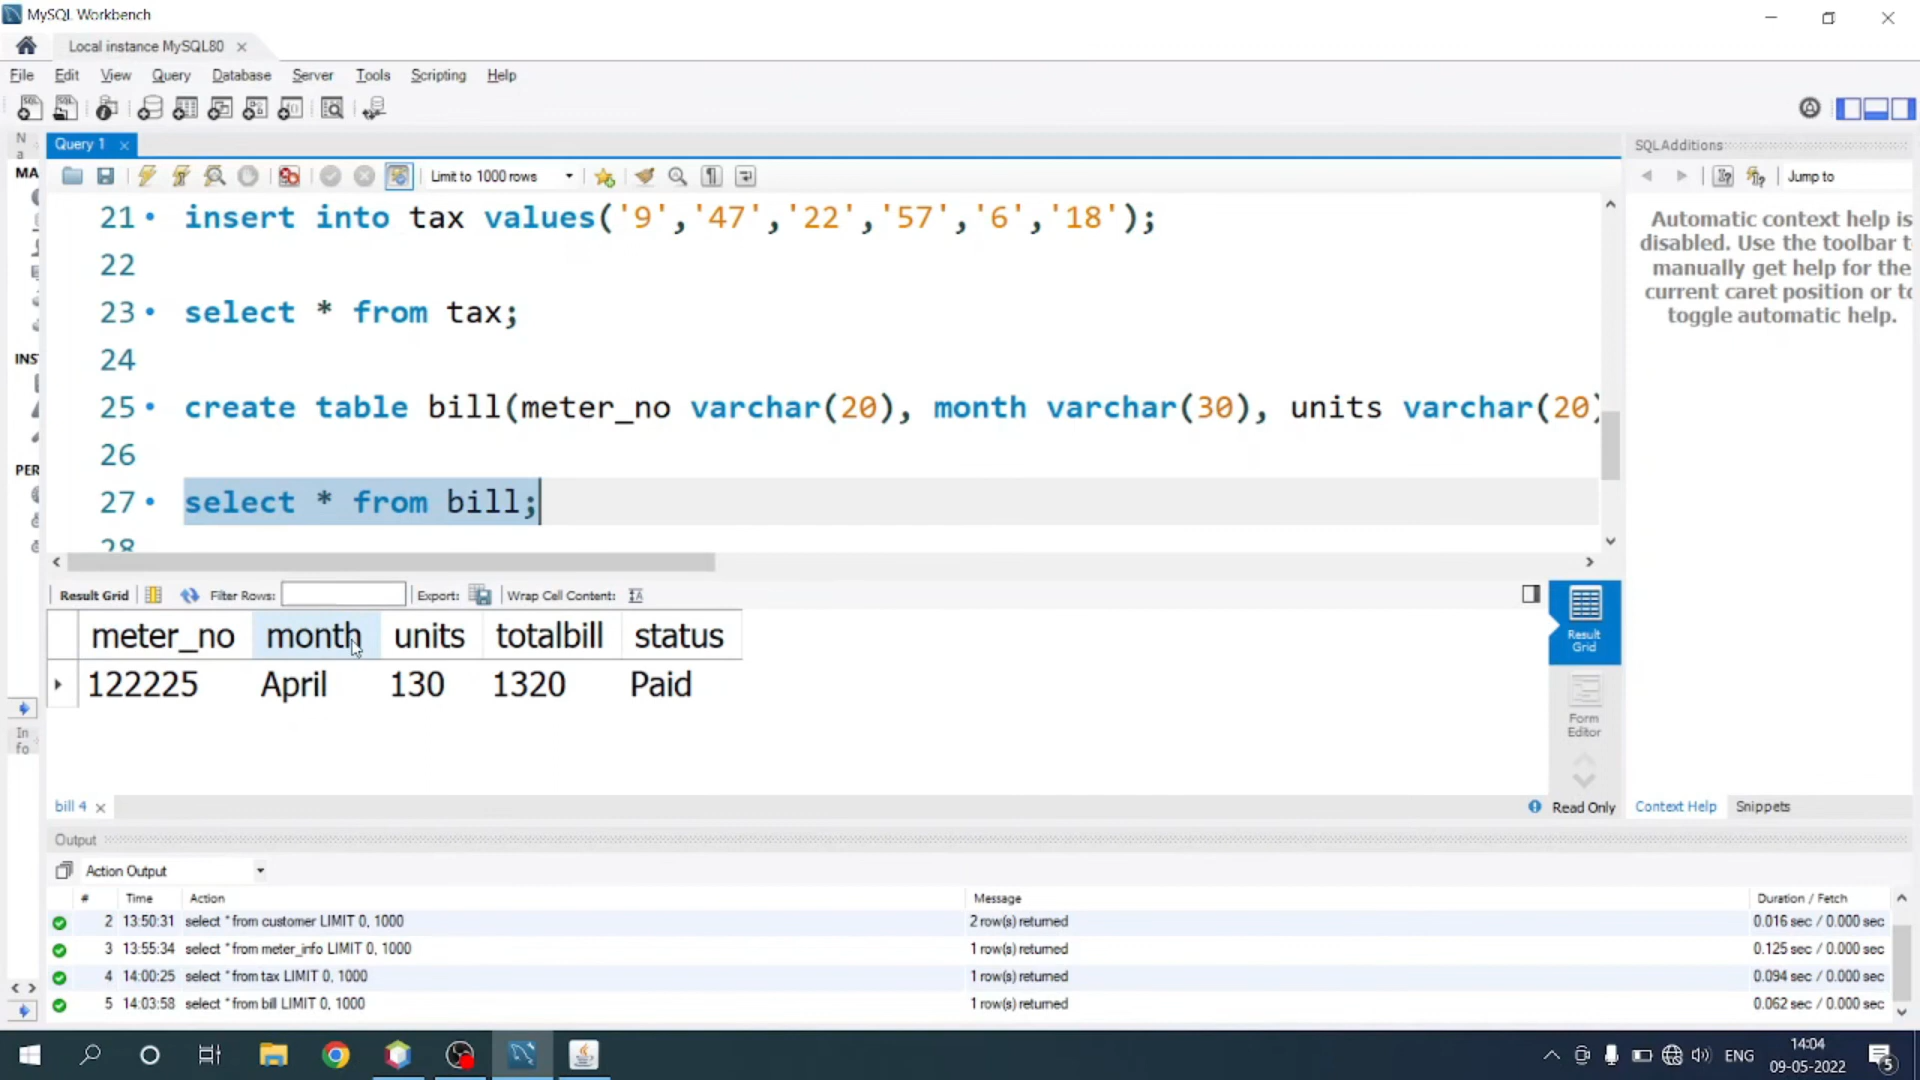 MySQL Workbench
Local instance MySQL80
File Edit View Query Database Server Tools Scripting Help
Query 1
SQLAdditions
Limit to 1000 rows
Jump to
N
a
MA
INS
PER
In
fo
21 insert into tax values('9','47','22','57','6','18');
22
23 select * from tax;
24
25 create table bill(meter_no varchar(20), month varchar(30), units varchar(20)
26
27 select * from bill;
28
Automatic context help is
disabled. Use the toolbar t
manually get help for the
current caret position or to
toggle automatic help.
Result Grid Filter Rows: Export: Wrap Cell Content:
meter_no month units totalbill status
122225 April 130 1320 Paid
Result
Grid
Form
Editor
bill 4
Read Only
Context Help Snippets
Output
Action Output
# Time Action Message Duration / Fetch
2 13:50:31 select * from customer LIMIT 0, 1000 2 row(s) returned 0.016 sec / 0.000 sec
3 13:55:34 select * from meter_info LIMIT 0, 1000 1 row(s) returned 0.125 sec / 0.000 sec
4 14:00:25 select * from tax LIMIT 0, 1000 1 row(s) returned 0.094 sec / 0.000 sec
5 14:03:58 select * from bill LIMIT 0, 1000 1 row(s) returned 0.062 sec / 0.000 sec
ENG
14:04
09-05-2022
5